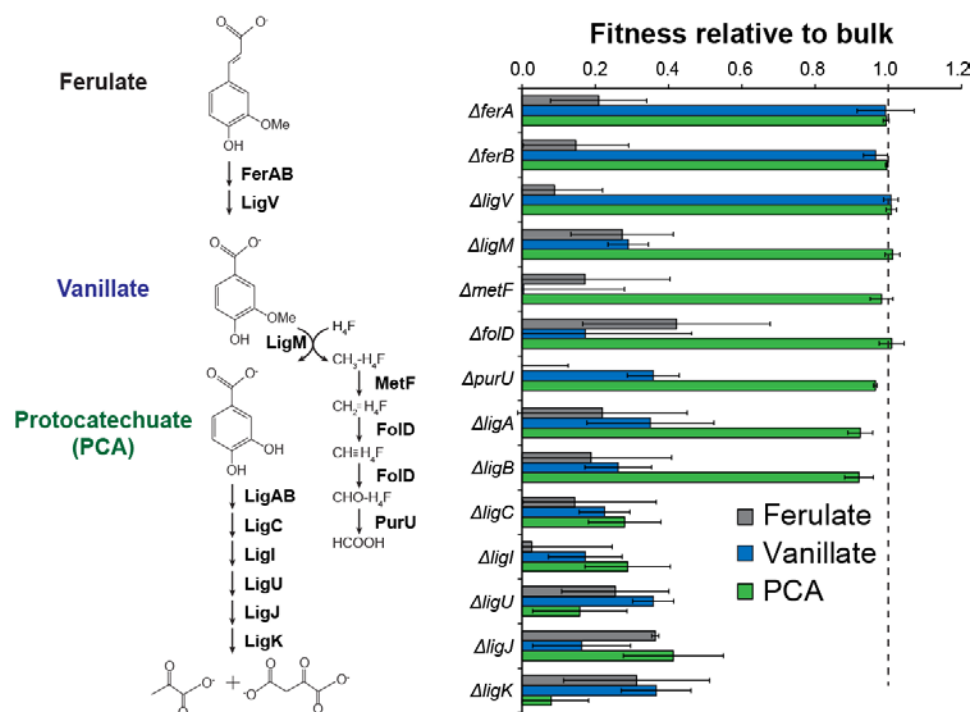 Ferulate
O
O-
OMe
OH
FerAB
LigV
Vanillate
O
O-
OMe
OH
LigM
H4F
CH3-H4F
MetF
CH2=H4F
FolD
CH≡H4F
FolD
CHO-H4F
PurU
HCOOH
Protocatechuate
(PCA)
O
O-
OH
OH
LigAB
LigC
LigI
LigU
LigJ
LigK
O
O-
O
+
O
O
-O
O-
O
O
Fitness relative to bulk
0.0 0.2 0.4 0.6 0.8 1.0 1.2
ΔferA
ΔferB
ΔligV
ΔligM
ΔmetF
ΔfolD
ΔpurU
ΔligA
ΔligB
ΔligC
ΔligI
ΔligU
ΔligJ
ΔligK
Ferulate
Vanillate
PCA